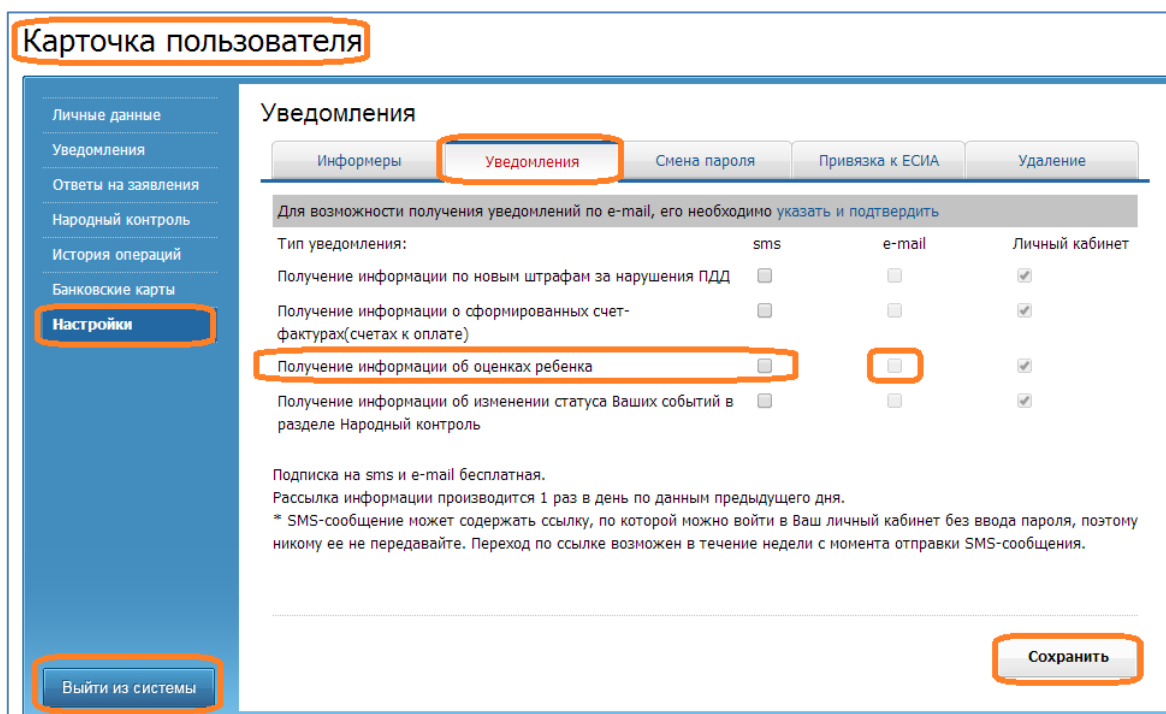 Карточка пользователя
Личные данные
Уведомления
Ответы на заявления
Народный контроль
История операций
Банковские карты
Настройки
Выйти из системы
Уведомления
Информеры Уведомления Смена пароля Привязка к ЕСИА Удаление
Для возможности получения уведомлений по e-mail, его необходимо указать и подтвердить
Тип уведомления: sms e-mail Личный кабинет
Получение информации по новым штрафам за нарушения ПДД
Получение информации о сформированных счет-
фактурах(счетах к оплате)
Получение информации об оценках ребенка
Получение информации об изменении статуса Ваших событий в
разделе Народный контроль
Подписка на sms и e-mail бесплатная.
Рассылка информации производится 1 раз в день по данным предыдущего дня.
* SMS-сообщение может содержать ссылку, по которой можно войти в Ваш личный кабинет без ввода пароля, поэтому
никому ее не передавайте. Переход по ссылке возможен в течение недели с момента отправки SMS-сообщения.
Сохранить